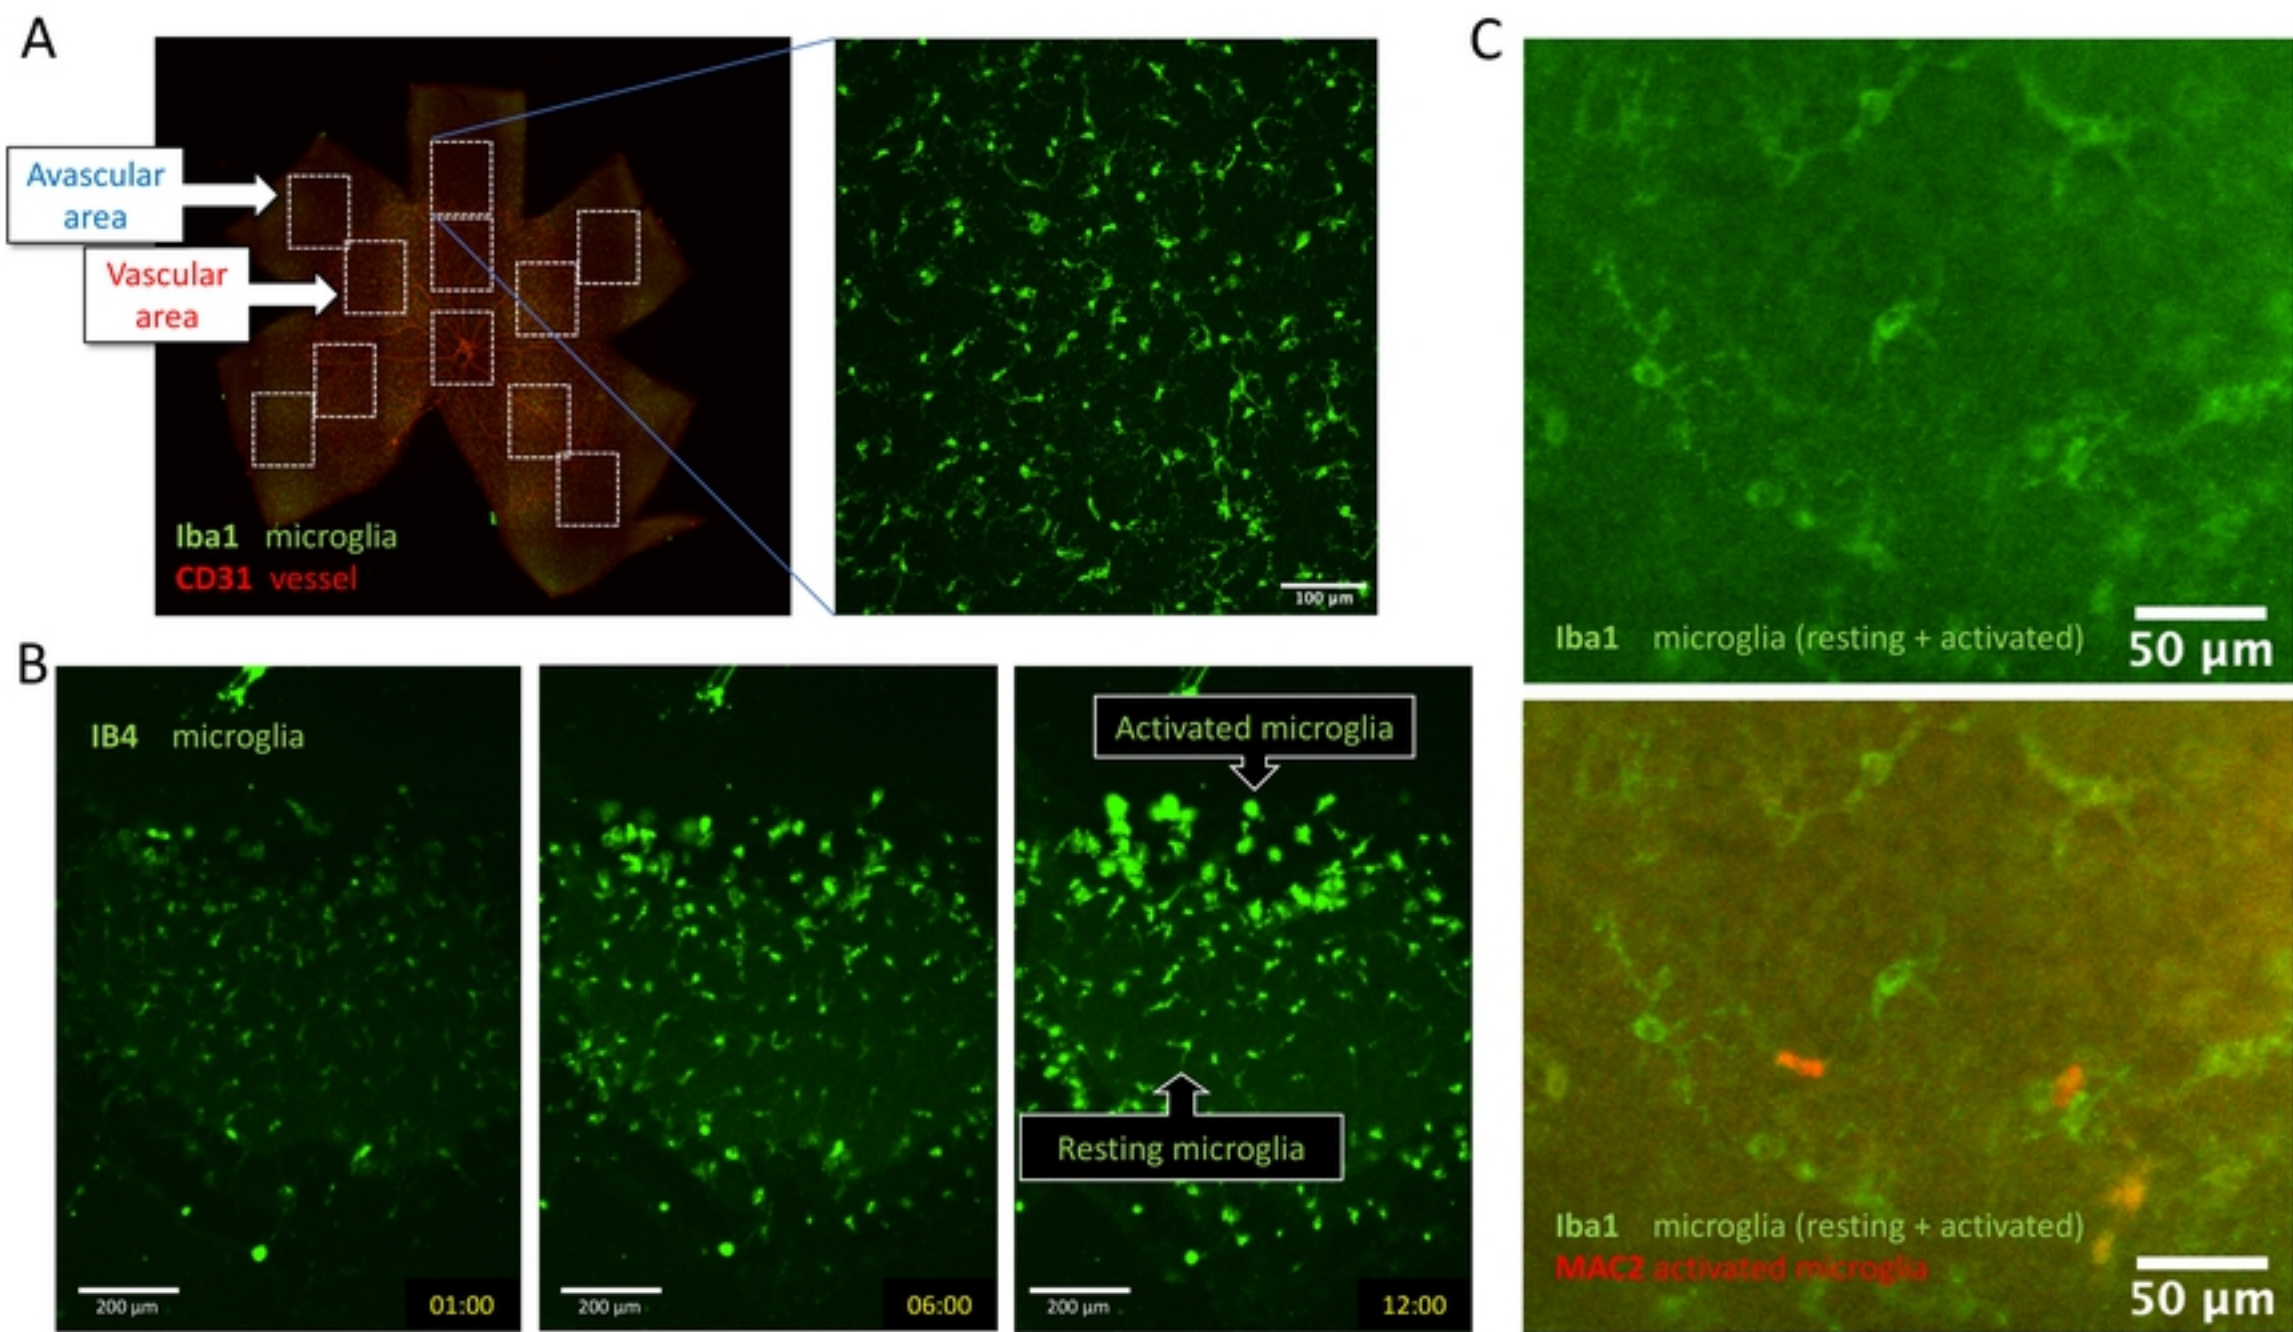 A
Avascular
area
Vascular
area
Iba1 microglia
CD31 vessel
100 µm
B
IB4 microglia
200 µm
01:00
200 µm
06:00
Activated microglia
Resting microglia
200 µm
12:00
C
Iba1 microglia (resting + activated)
50 µm
Iba1 microglia (resting + activated)
MAC2 activated microglia
50 µm